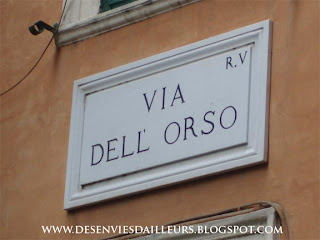 R.V
VIA
DELL' ORSO
WWW.DESENVIESDAILLEURS.BLOGSPOT.COM